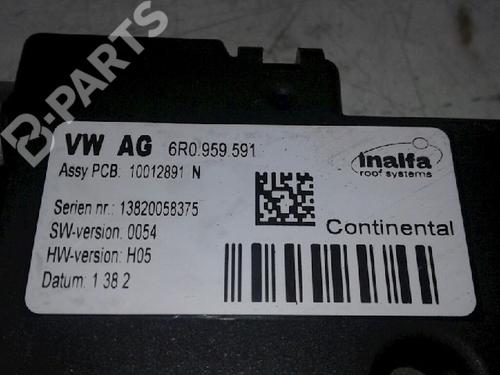 B-PARTS
VW AG 6R0.959.591
Assy PCB: 10012891 N
inalfa
roof systems
Serien nr.: 13820058375
SW-version: 0054
HW-version: H05
Datum: 1 38 2
Continental